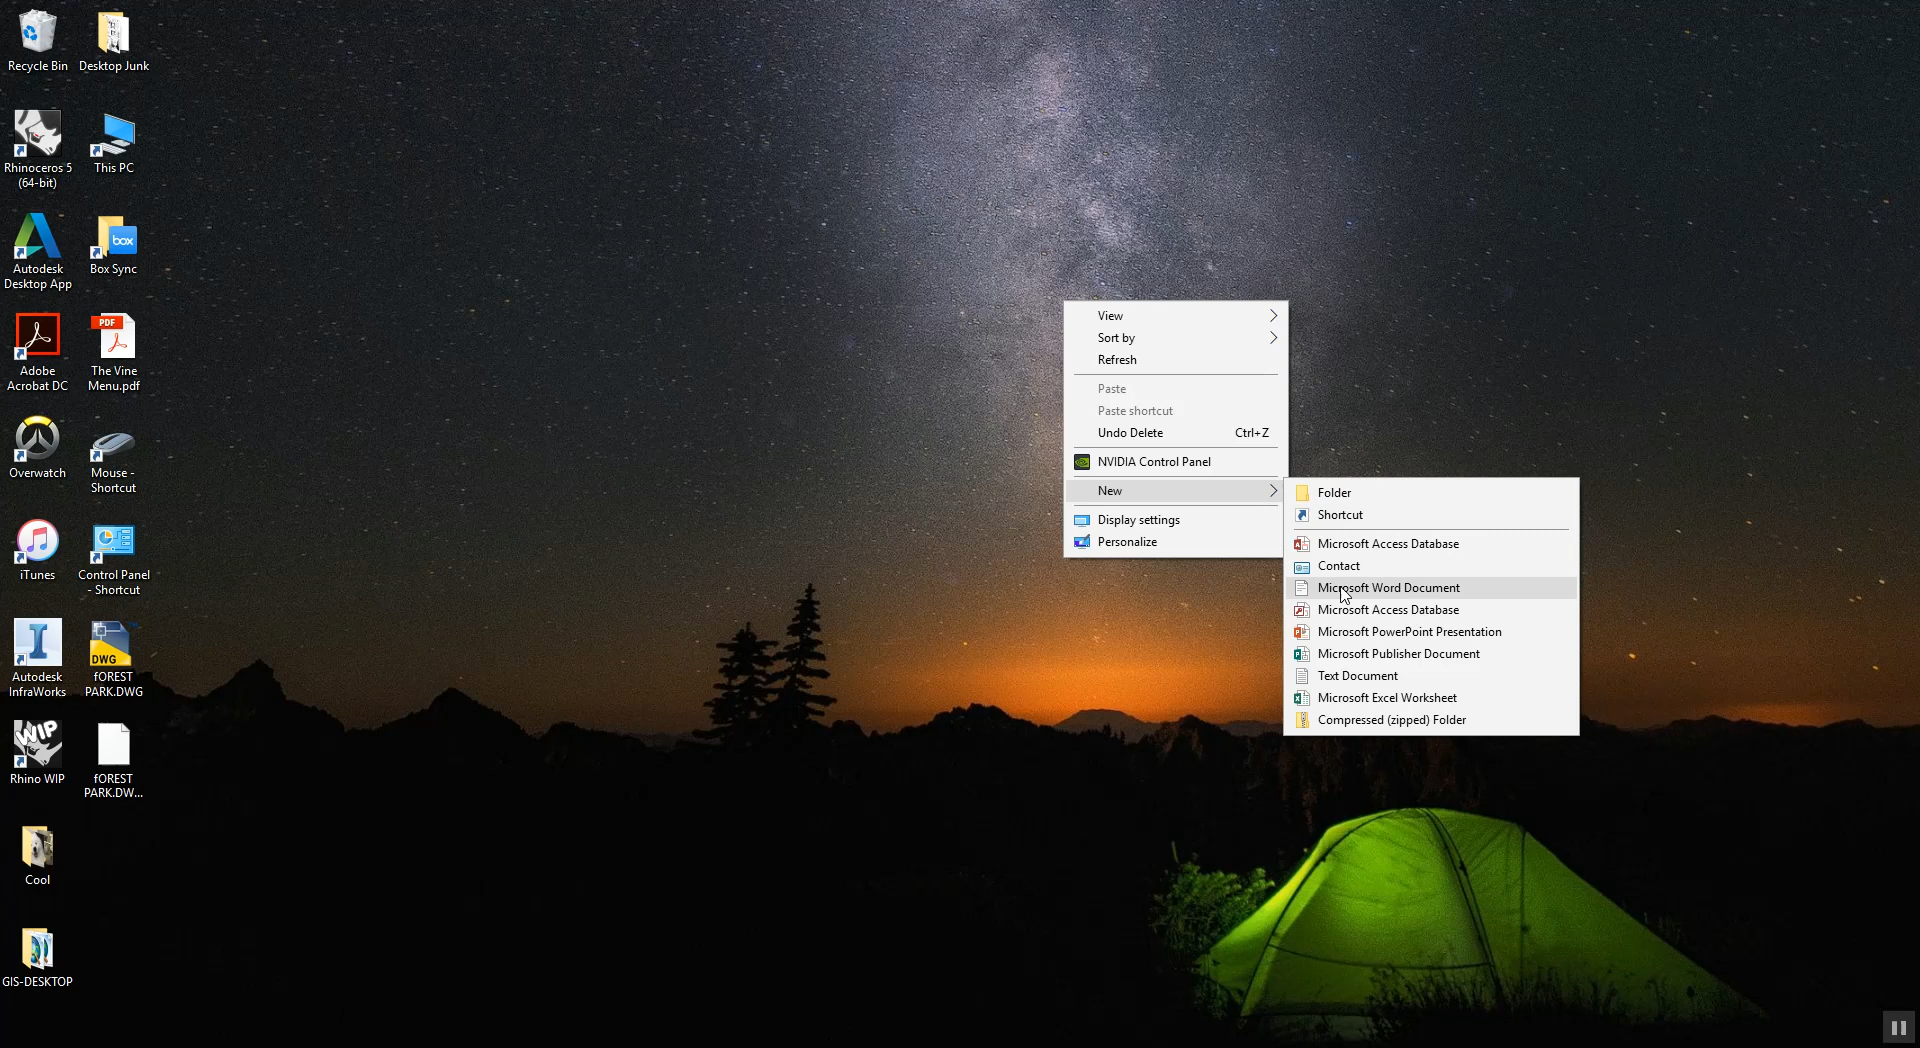 Recycle Bin
Desktop Junk
Rhinoceros 5
(64-bit)
This PC
Autodesk
Desktop App
box
Box Sync
Adobe
Acrobat DC
PDF
The Vine
Menu.pdf
Overwatch
Mouse -
Shortcut
iTunes
Control Panel
- Shortcut
I
Autodesk
InfraWorks
DWG
fOREST
PARK.DWG
WIP
Rhino WIP
fOREST
PARK.DW...
Cool
GIS-DESKTOP
View
Sort by
Refresh
Paste
Paste shortcut
Undo Delete Ctrl+Z
NVIDIA Control Panel
New
Display settings
Personalize
Folder
Shortcut
Microsoft Access Database
Contact
Microsoft Word Document
Microsoft Access Database
Microsoft PowerPoint Presentation
Microsoft Publisher Document
Text Document
Microsoft Excel Worksheet
Compressed (zipped) Folder